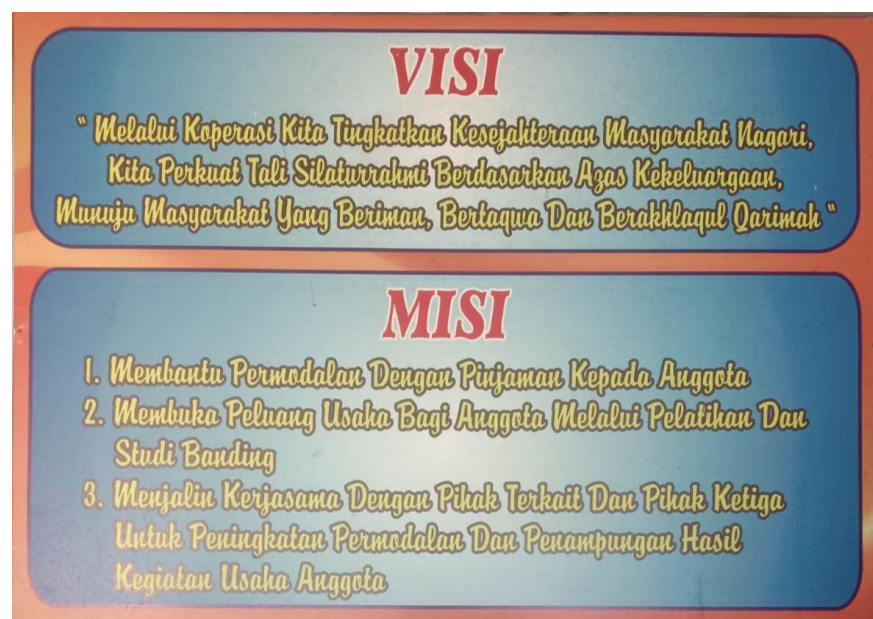 VISI
" Melalui Koperasi Kita Tingkatkan Kesejahteraan Masyarakat Nagari,
Kita Perkuat Tali Silaturrahmi Berdasarkan Azas Kekeluargaan,
Munuju Masyarakat Yang Beriman, Bertaqwa Dan Berakhlaqul Qarimah "
MISI
1. Membantu Permodalan Dengan Pinjaman Kepada Anggota
2. Membuka Peluang Usaha Bagi Anggota Melalui Pelatihan Dan
Studi Banding
3. Menjalin Kerjasama Dengan Pihak Terkait Dan Pihak Ketiga
Untuk Peningkatan Permodalan Dan Penampungan Hasil
Kegiatan Usaha Anggota